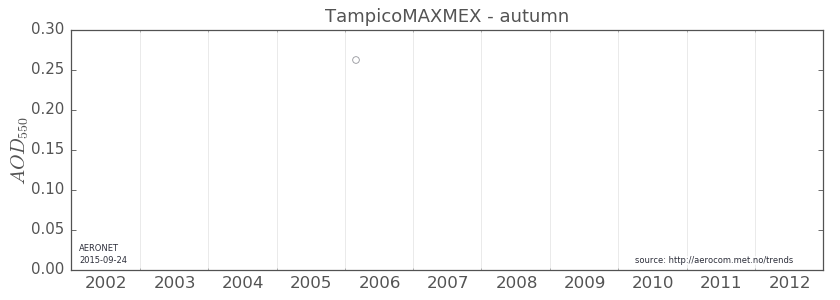 TampicoMAXMEX - autumn
0.30
0.25
0.20
0.15
0.10
0.05
0.00
AOD550
AERONET
2015-09-24
source: http://aerocom.met.no/trends
2002 2003 2004 2005 2006 2007 2008 2009 2010 2011 2012